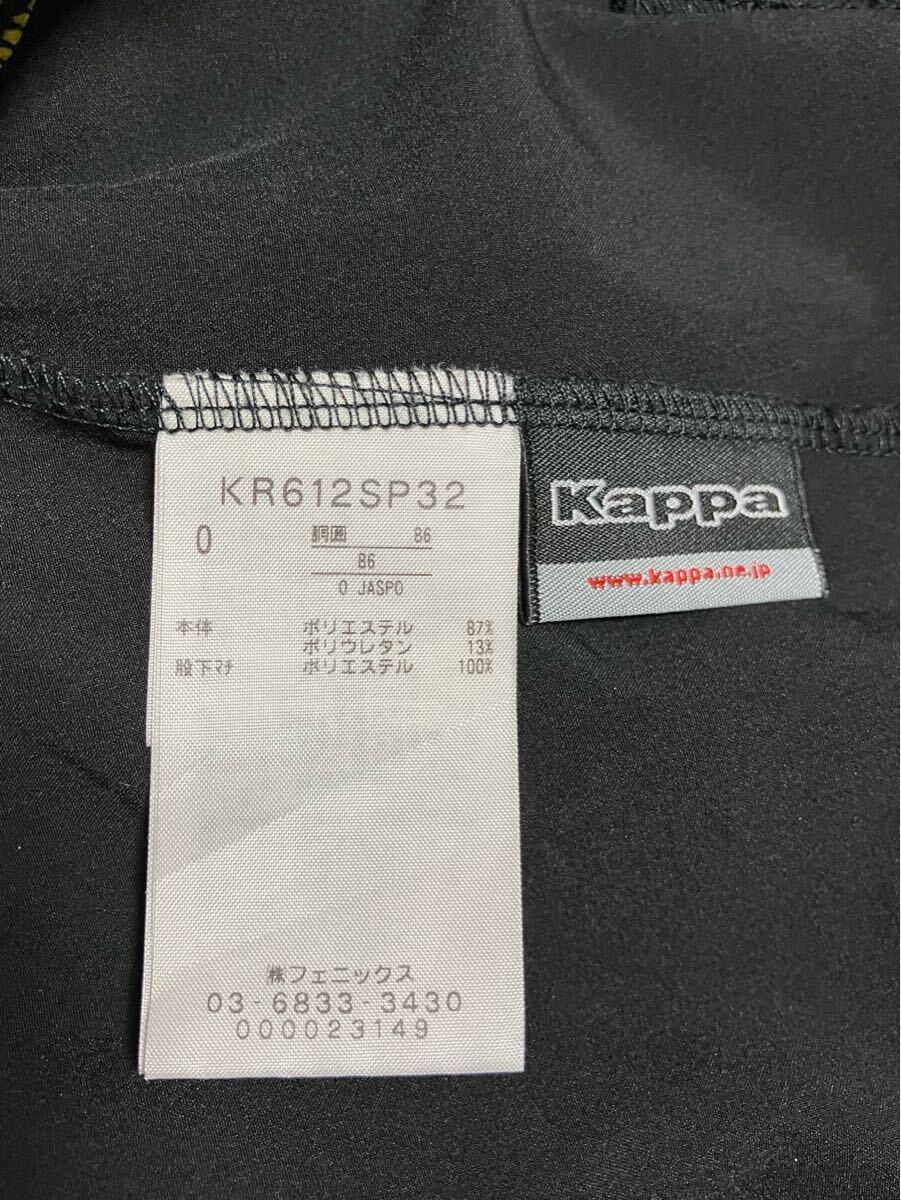 KR612SP32
O 胴囲 86
86
O JASPO
本体 ポリエステル 87%
ポリウレタン 13%
股下マチ ポリエステル 100%
㈱フェニックス
03-6833-3430
000023149
Kappa
www.kappa.ne.jp